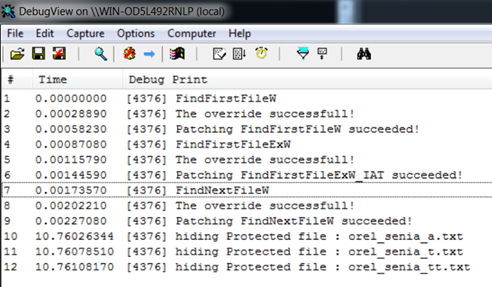 DebugView on \\WIN-OD5L492RNLP (local)
File Edit Capture Options Computer Help
# Time Debug Print
1 0.00000000 [4376] FindFirstFileW
2 0.00028890 [4376] The override successfull!
3 0.00058230 [4376] Patching FindFirstFileW succeeded!
4 0.00087080 [4376] FindFirstFileExW
5 0.00115790 [4376] The override successfull!
6 0.00144590 [4376] Patching FindFirstFileExW_IAT succeeded!
7 0.00173570 [4376] FindNextFileW
8 0.00202210 [4376] The override successfull!
9 0.00227080 [4376] Patching FindNextFileW succeeded!
10 10.76026344 [4376] hiding Protected file : orel_senia_a.txt
11 10.76078510 [4376] hiding Protected file : orel_senia_t.txt
12 10.76108170 [4376] hiding Protected file : orel_senia_tt.txt